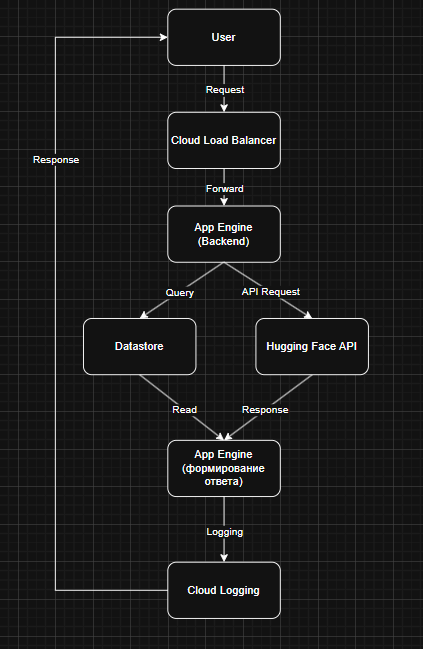 User
Request
Cloud Load Balancer
Response
Forward
App Engine
(Backend)
Query
API Request
Datastore
Hugging Face API
Read
Response
App Engine
(формирование
ответа)
Logging
Cloud Logging